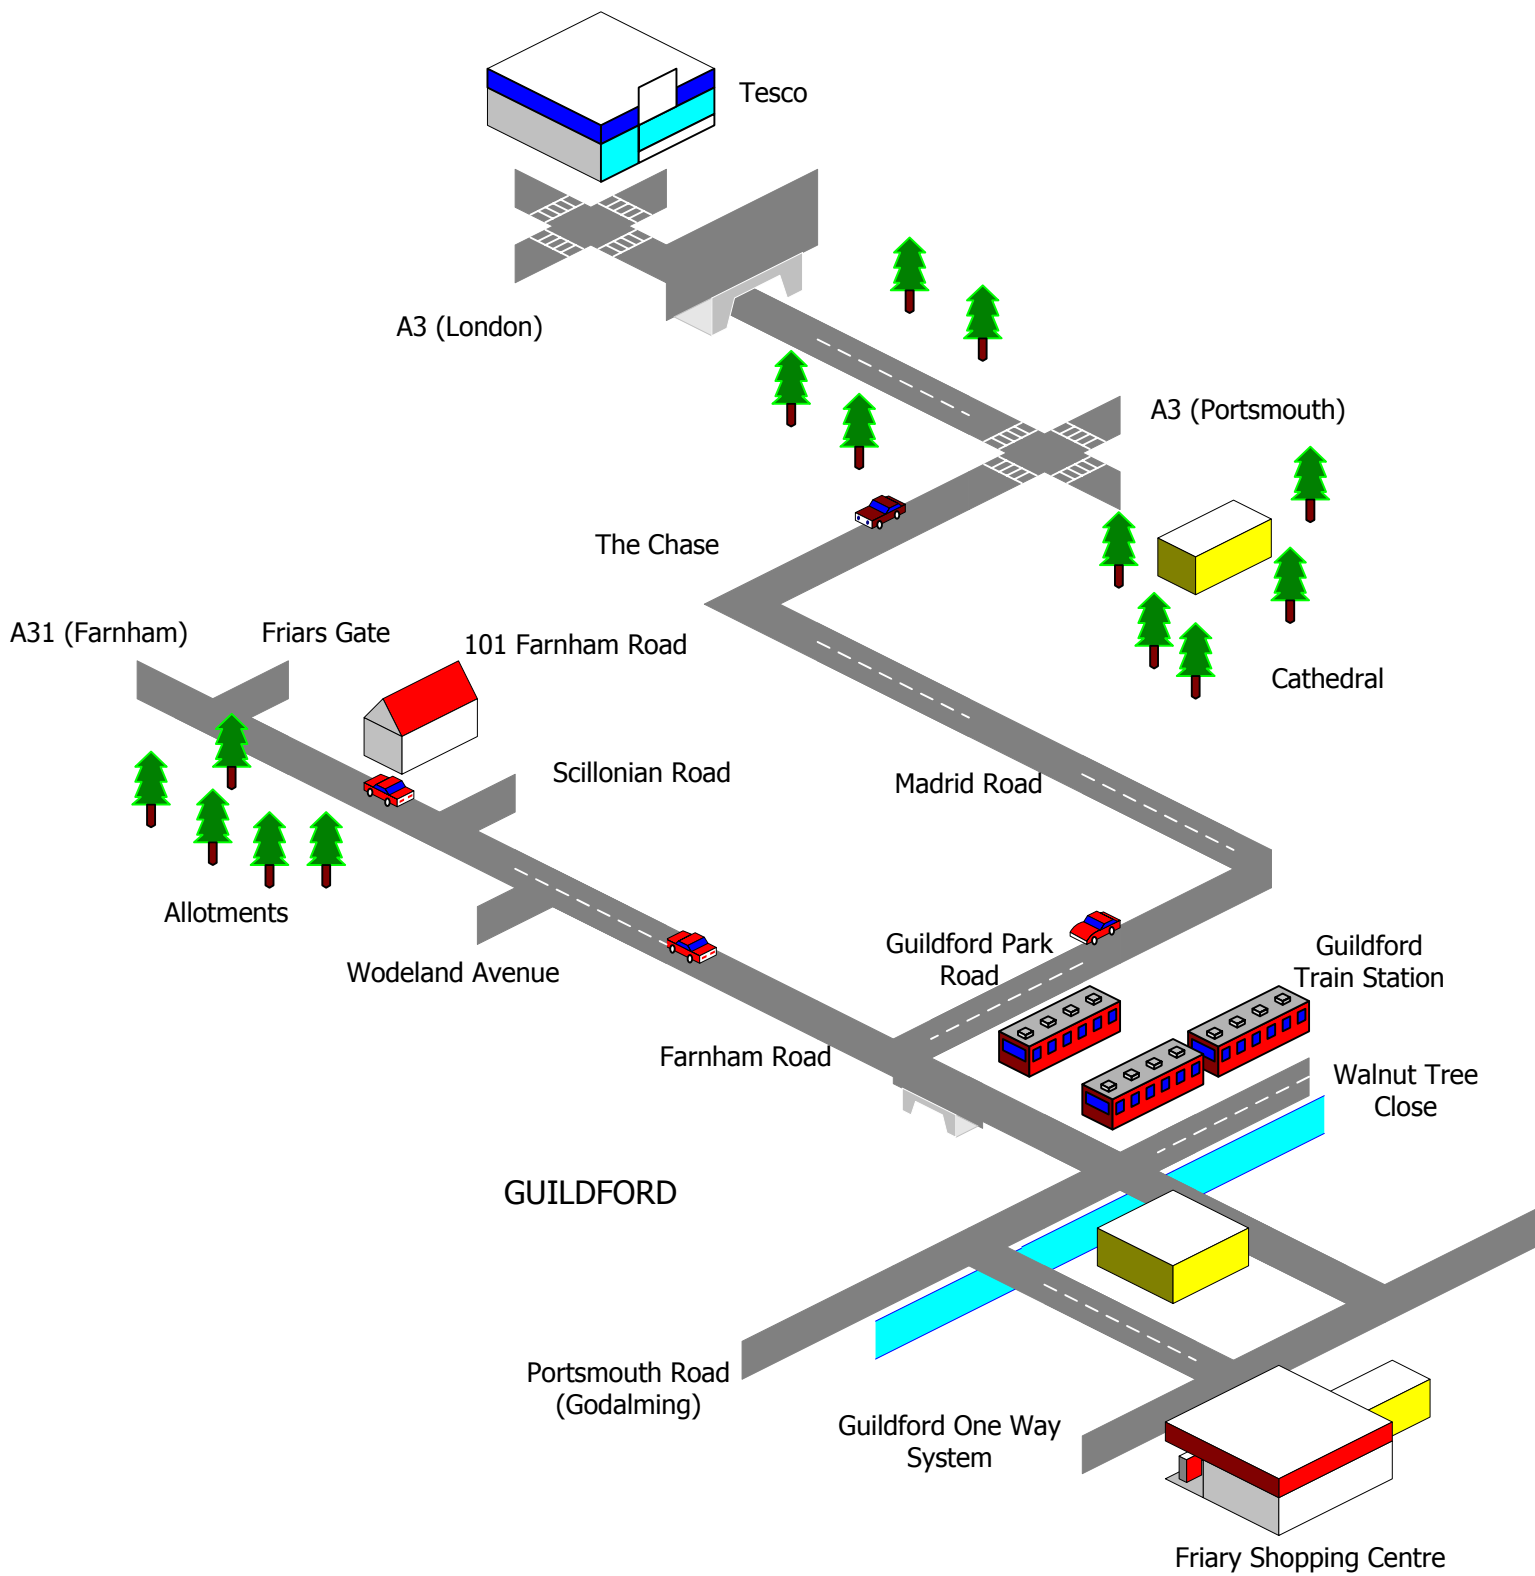 Tesco
A3 (London)
A3 (Portsmouth)
The Chase
A31 (Farnham)
Friars Gate
101 Farnham Road
Cathedral
Scillonian Road
Madrid Road
Allotments
Wodeland Avenue
Guildford Park
Road
Guildford
Train Station
Farnham Road
Walnut Tree
Close
GUILDFORD
Portsmouth Road
(Godalming)
Guildford One Way
System
Friary Shopping Centre